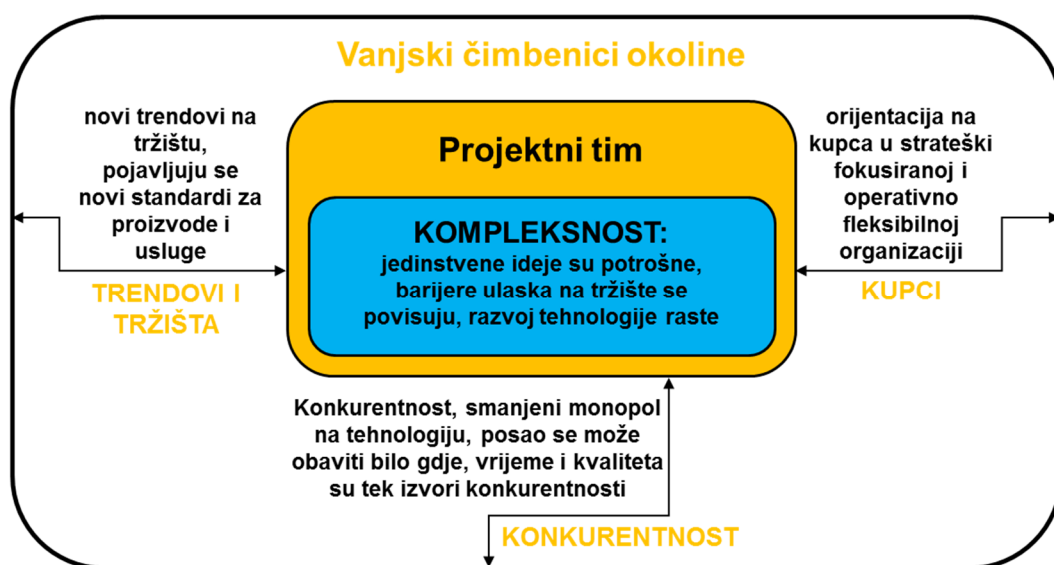 Vanjski čimbenici okoline
novi trendovi na
tržištu,
pojavljuju se
novi standardi za
proizvode i
usluge
TRENDOVI I
TRŽIŠTA
Projektni tim
KOMPLEKSNOST:
jedinstvene ideje su potrošne,
barijere ulaska na tržište se
povisuju, razvoj tehnologije raste
orijentacija na
kupca u strateški
fokusiranoj i
operativno
fleksibilnoj
organizaciji
KUPCI
Konkurentnost, smanjeni monopol
na tehnologiju, posao se može
obaviti bilo gdje, vrijeme i kvaliteta
su tek izvori konkurentnosti
KONKURENTNOST